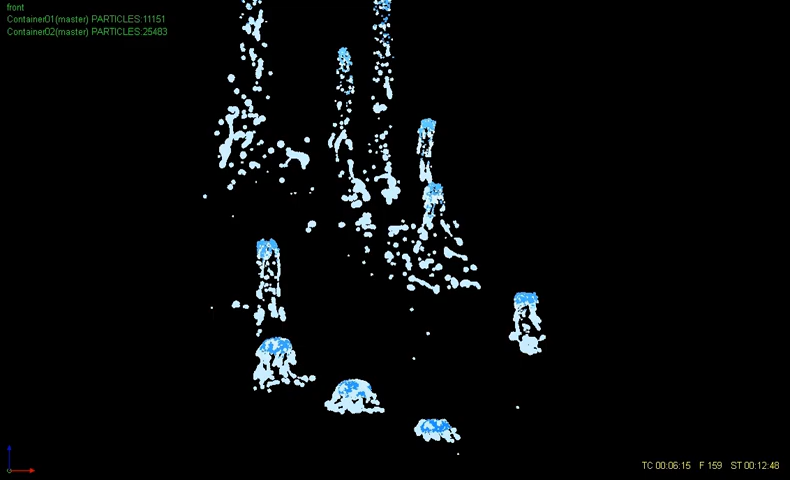 front
Container01(master) PARTICLES:11151
Container02(master) PARTICLES:25483
TC 00:06:15 F 159 ST 00:12:48